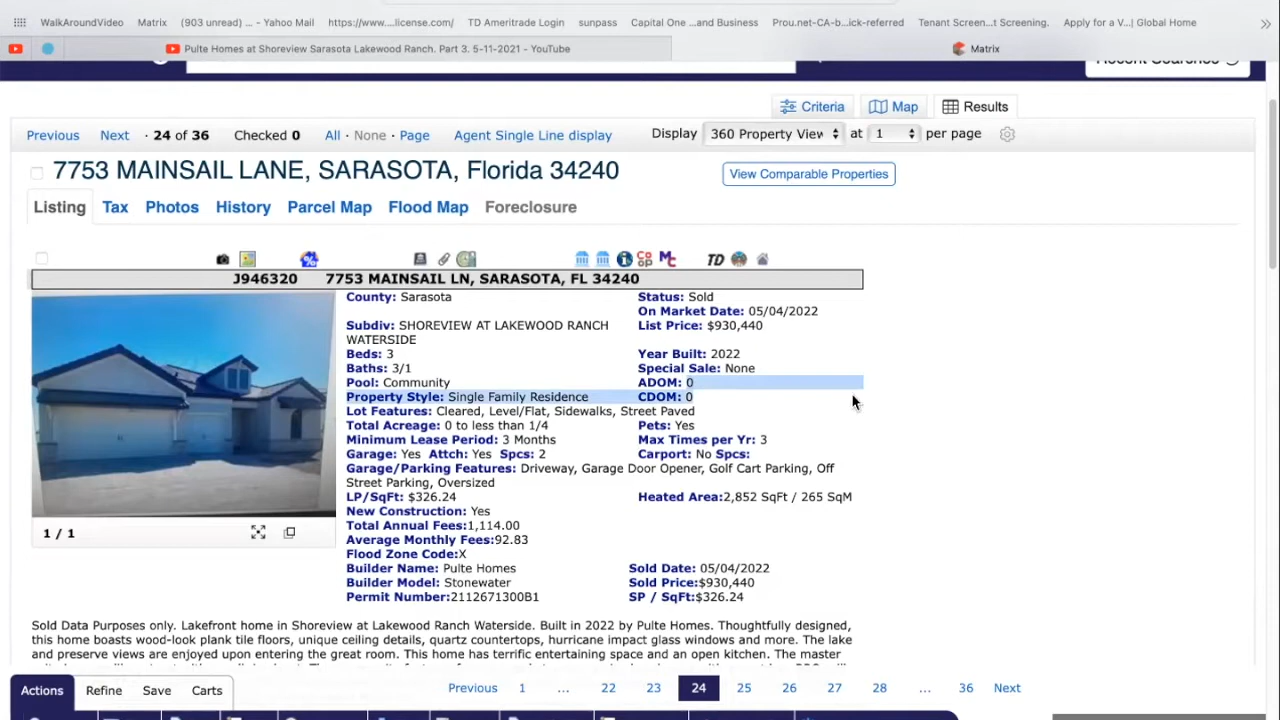 WalkAroundVideo Matrix (903 unread) ... - Yahoo Mail https://www....license.com/ TD Ameritrade Login sunpass Capital One ...and Business Prou.net-CA-b...ick-referred Tenant Screen...t Screening. Apply for a V...| Global Home
Pulte Homes at Shoreview Sarasota Lakewood Ranch. Part 3. 5-11-2021 - YouTube Matrix
Recent Searches
Criteria Map Results
Previous Next · 24 of 36 Checked 0 All · None · Page Agent Single Line display Display 360 Property View at 1 per page
7753 MAINSAIL LANE, SARASOTA, Florida 34240 View Comparable Properties
Listing Tax Photos History Parcel Map Flood Map Foreclosure
J946320 7753 MAINSAIL LN, SARASOTA, FL 34240
County: Sarasota Status: Sold
On Market Date: 05/04/2022
Subdiv: SHOREVIEW AT LAKEWOOD RANCH List Price: $930,440
WATERSIDE
Beds: 3 Year Built: 2022
Baths: 3/1 Special Sale: None
Pool: Community ADOM: 0
Property Style: Single Family Residence CDOM: 0
Lot Features: Cleared, Level/Flat, Sidewalks, Street Paved
Total Acreage: 0 to less than 1/4 Pets: Yes
Minimum Lease Period: 3 Months Max Times per Yr: 3
Garage: Yes Attch: Yes Spcs: 2 Carport: No Spcs:
Garage/Parking Features: Driveway, Garage Door Opener, Golf Cart Parking, Off
Street Parking, Oversized
LP/SqFt: $326.24 Heated Area:2,852 SqFt / 265 SqM
New Construction: Yes
Total Annual Fees:1,114.00
Average Monthly Fees:92.83
Flood Zone Code:X
Builder Name: Pulte Homes Sold Date: 05/04/2022
Builder Model: Stonewater Sold Price:$930,440
Permit Number:2112671300B1 SP / SqFt:$326.24
1 / 1
Sold Data Purposes only. Lakefront home in Shoreview at Lakewood Ranch Waterside. Built in 2022 by Pulte Homes. Thoughtfully designed,
this home boasts wood-look plank tile floors, unique ceiling details, quartz countertops, hurricane impact glass windows and more. The lake
and preserve views are enjoyed upon entering the great room. This home has terrific entertaining space and an open kitchen. The master
Actions Refine Save Carts Previous 1 ... 22 23 24 25 26 27 28 ... 36 Next